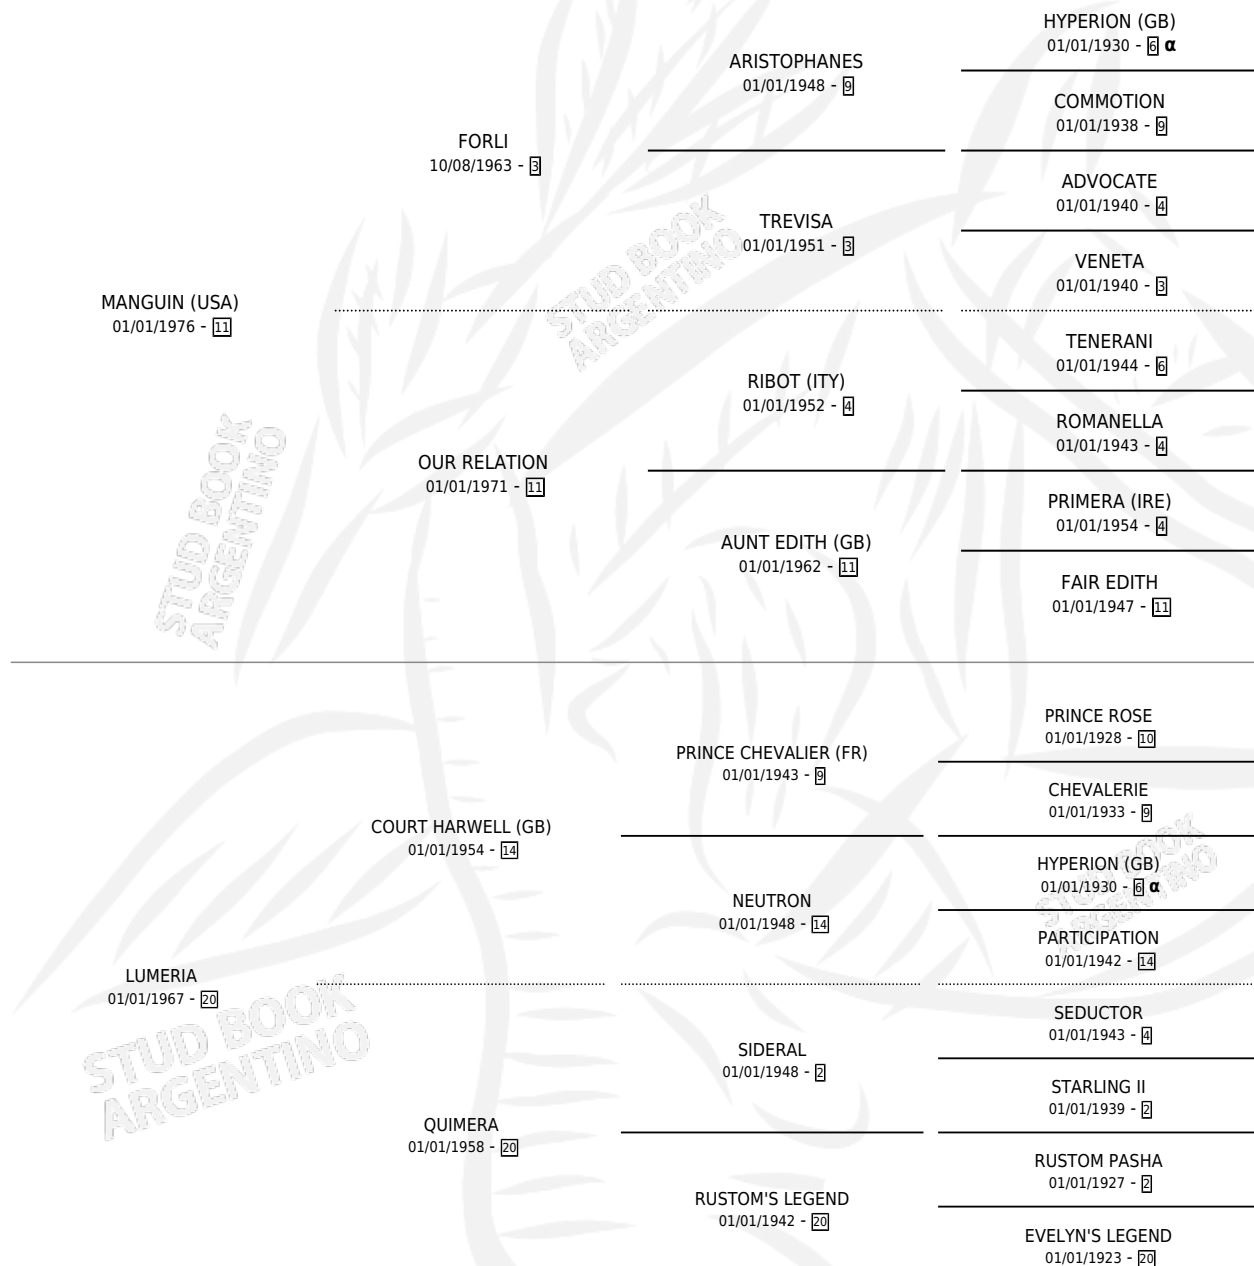 HYPERION (GB)
01/01/1930 - 6 α
ARISTOPHANES
01/01/1948 - 9
COMMOTION
01/01/1938 - 9
FORLI
10/08/1963 - 3
ADVOCATE
01/01/1940 - 4
TREVISA
01/01/1951 - 3
VENETA
01/01/1940 - 3
MANGUIN (USA)
01/01/1976 - 11
TENERANI
01/01/1944 - 6
RIBOT (ITY)
01/01/1952 - 4
ROMANELLA
01/01/1943 - 4
OUR RELATION
01/01/1971 - 11
PRIMERA (IRE)
01/01/1954 - 4
AUNT EDITH (GB)
01/01/1962 - 11
FAIR EDITH
01/01/1947 - 11
PRINCE ROSE
01/01/1928 - 10
PRINCE CHEVALIER (FR)
01/01/1943 - 9
CHEVALERIE
01/01/1933 - 9
COURT HARWELL (GB)
01/01/1954 - 14
HYPERION (GB)
01/01/1930 - 6 α
NEUTRON
01/01/1948 - 14
PARTICIPATION
01/01/1942 - 14
LUMERIA
01/01/1967 - 20
SEDUCTOR
01/01/1943 - 4
SIDERAL
01/01/1948 - 2
STARLING II
01/01/1939 - 2
QUIMERA
01/01/1958 - 20
RUSTOM PASHA
01/01/1927 - 2
RUSTOM'S LEGEND
01/01/1942 - 20
EVELYN'S LEGEND
01/01/1923 - 20
STUD BOOK
ARGENTINO
STUD BOOK
ARGENTINO
STUD BOOK
ARGENTINO
STUD BOOK
ARGENTINO